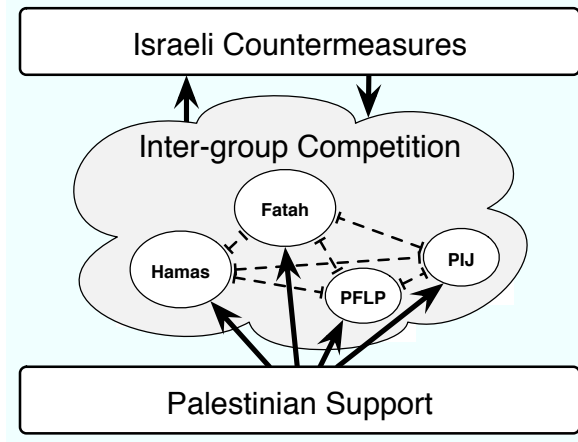 Israeli Countermeasures
Inter-group Competition
Fatah
Hamas
PIJ
PFLP
Palestinian Support